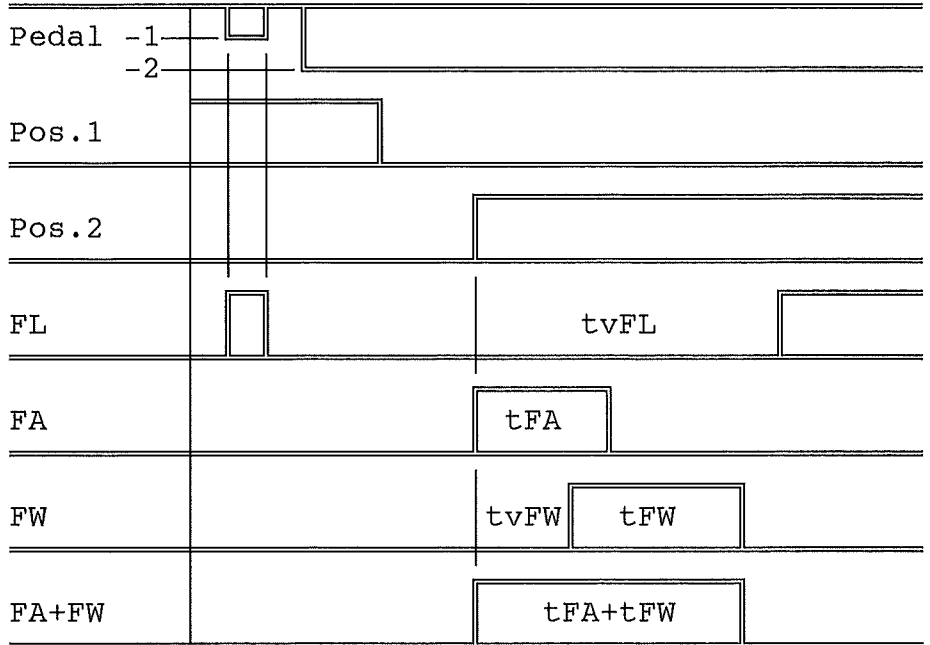 Pedal -1
-2
Pos.1
Pos.2
FL tvFL
FA tFA
FW tvFW tFW
FA+FW tFA+tFW